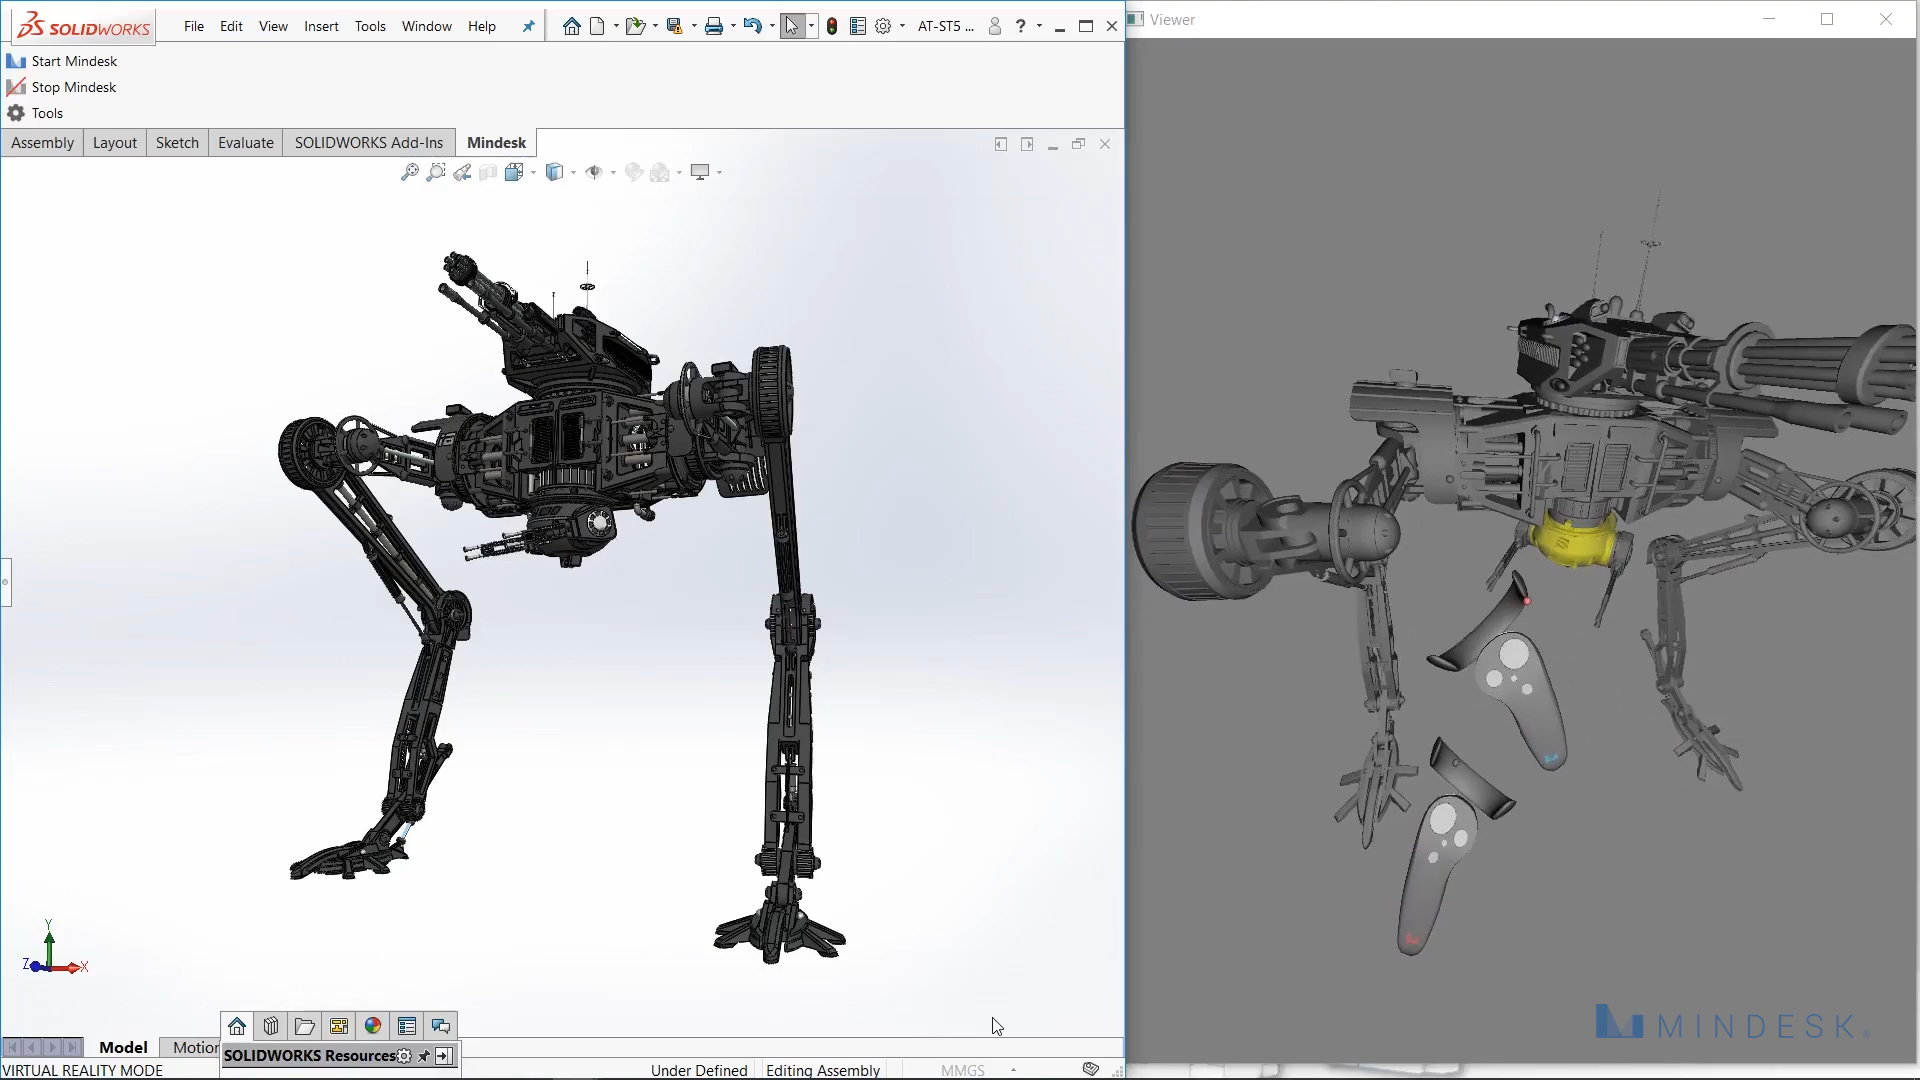 SOLIDWORKS File Edit View Insert Tools Window Help AT-ST5 ... ?
Viewer
Start Mindesk
Stop Mindesk
Tools
Assembly Layout Sketch Evaluate SOLIDWORKS Add-Ins Mindesk
Y
Z X
MINDESK
Model Motion
SOLIDWORKS Resources
VIRTUAL REALITY MODE Under Defined Editing Assembly MMGS